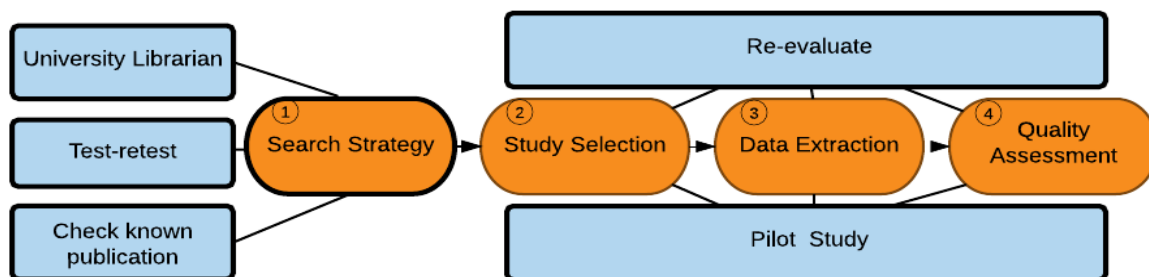 University Librarian
Test-retest
Check known
publication
1
Search Strategy
Re-evaluate
2
Study Selection
3
Data Extraction
4
Quality
Assessment
Pilot Study